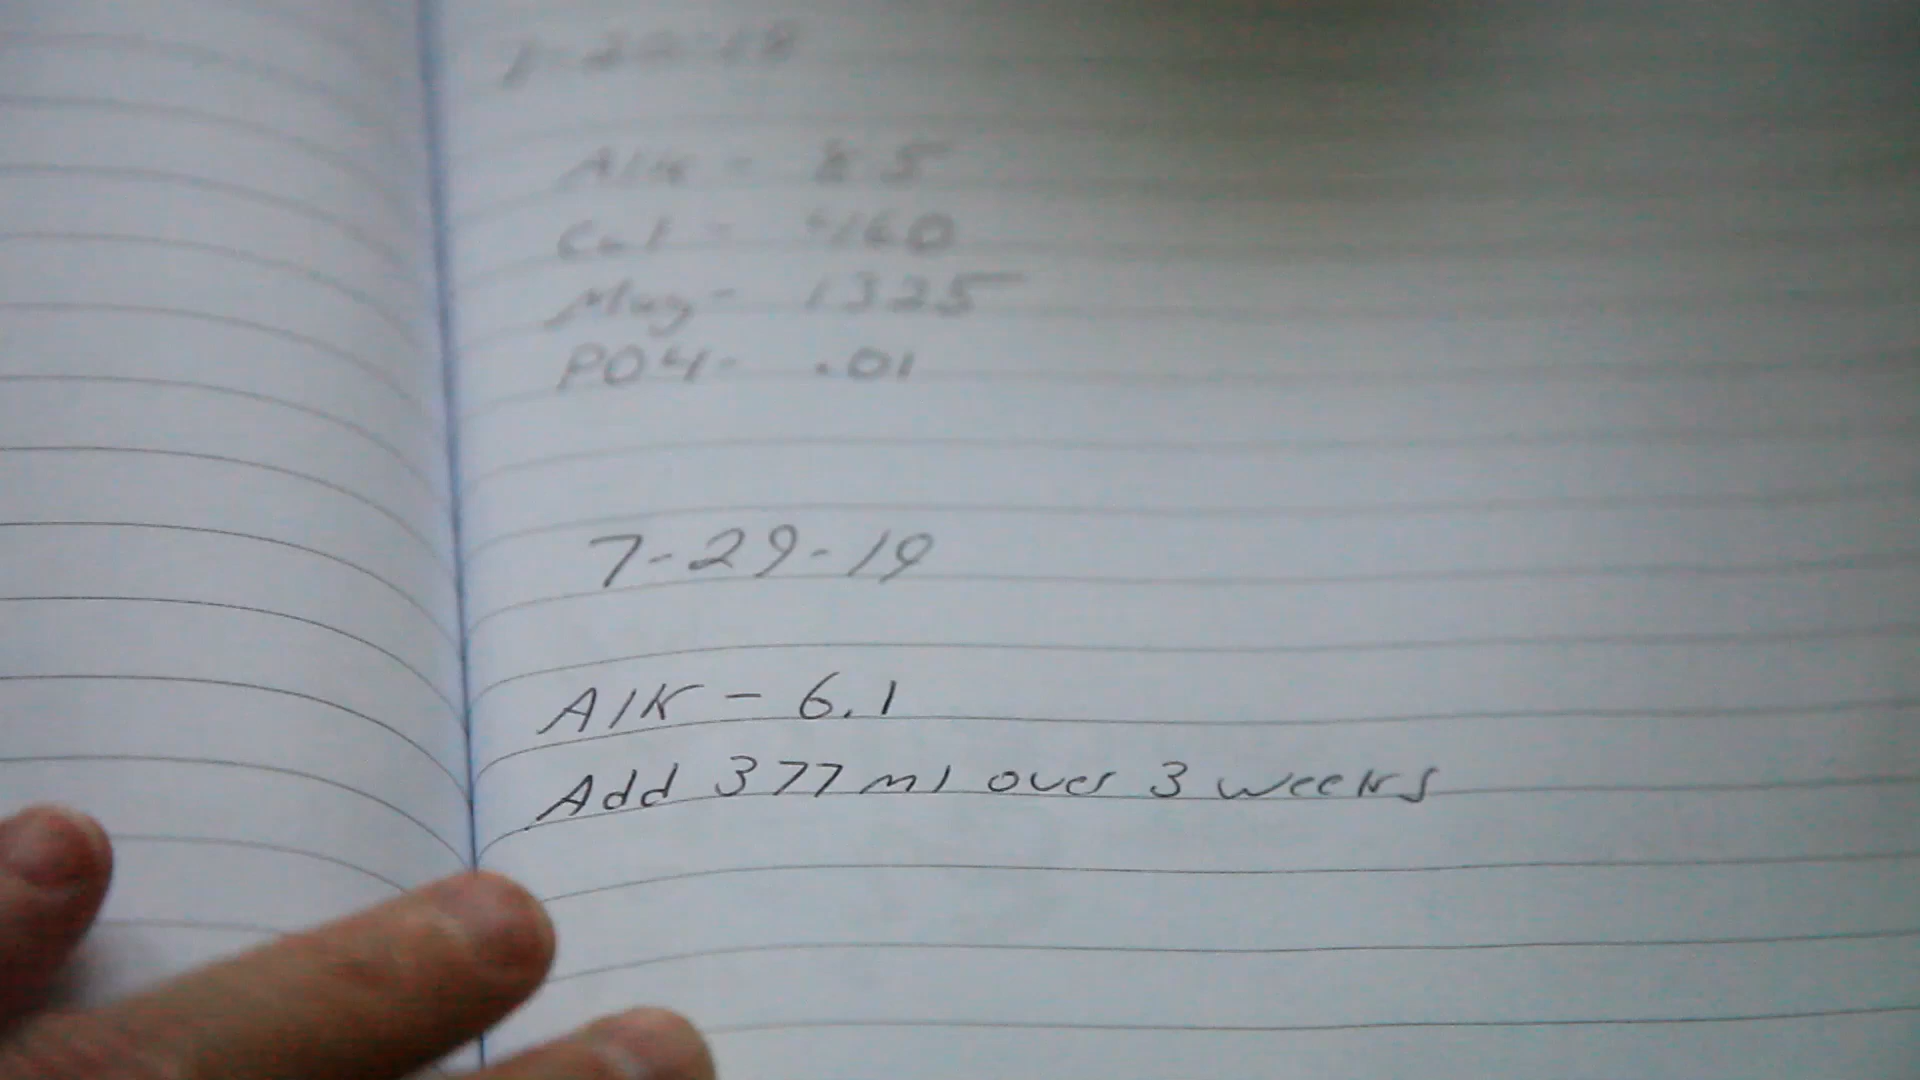 Alk - 8.5
Cal - 460
Mag - 1325
PO4 - .01
7-29-19
Alk - 6.1
Add 377 ml over 3 weeks